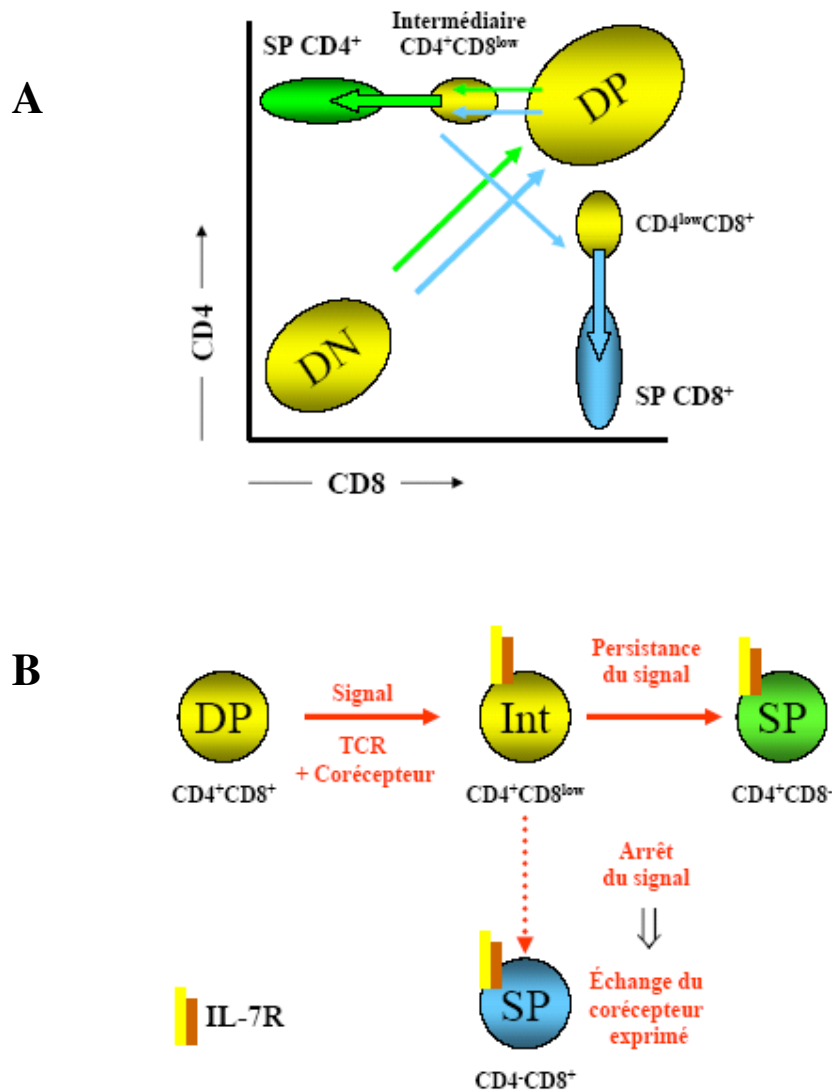 A
Intermédiaire
CD4⁺CD8ˡᵒʷ
SP CD4⁺
DP
CD4ˡᵒʷCD8⁺
DN
SP CD8⁺
CD4
CD8
B
DP
CD4⁺CD8⁺
Signal
TCR
+ Corécepteur
Int
CD4⁺CD8ˡᵒʷ
Persistance
du signal
SP
CD4⁺CD8⁻
Arrêt
du signal
Échange du
corécepteur
exprimé
SP
CD4⁻CD8⁺
IL-7R